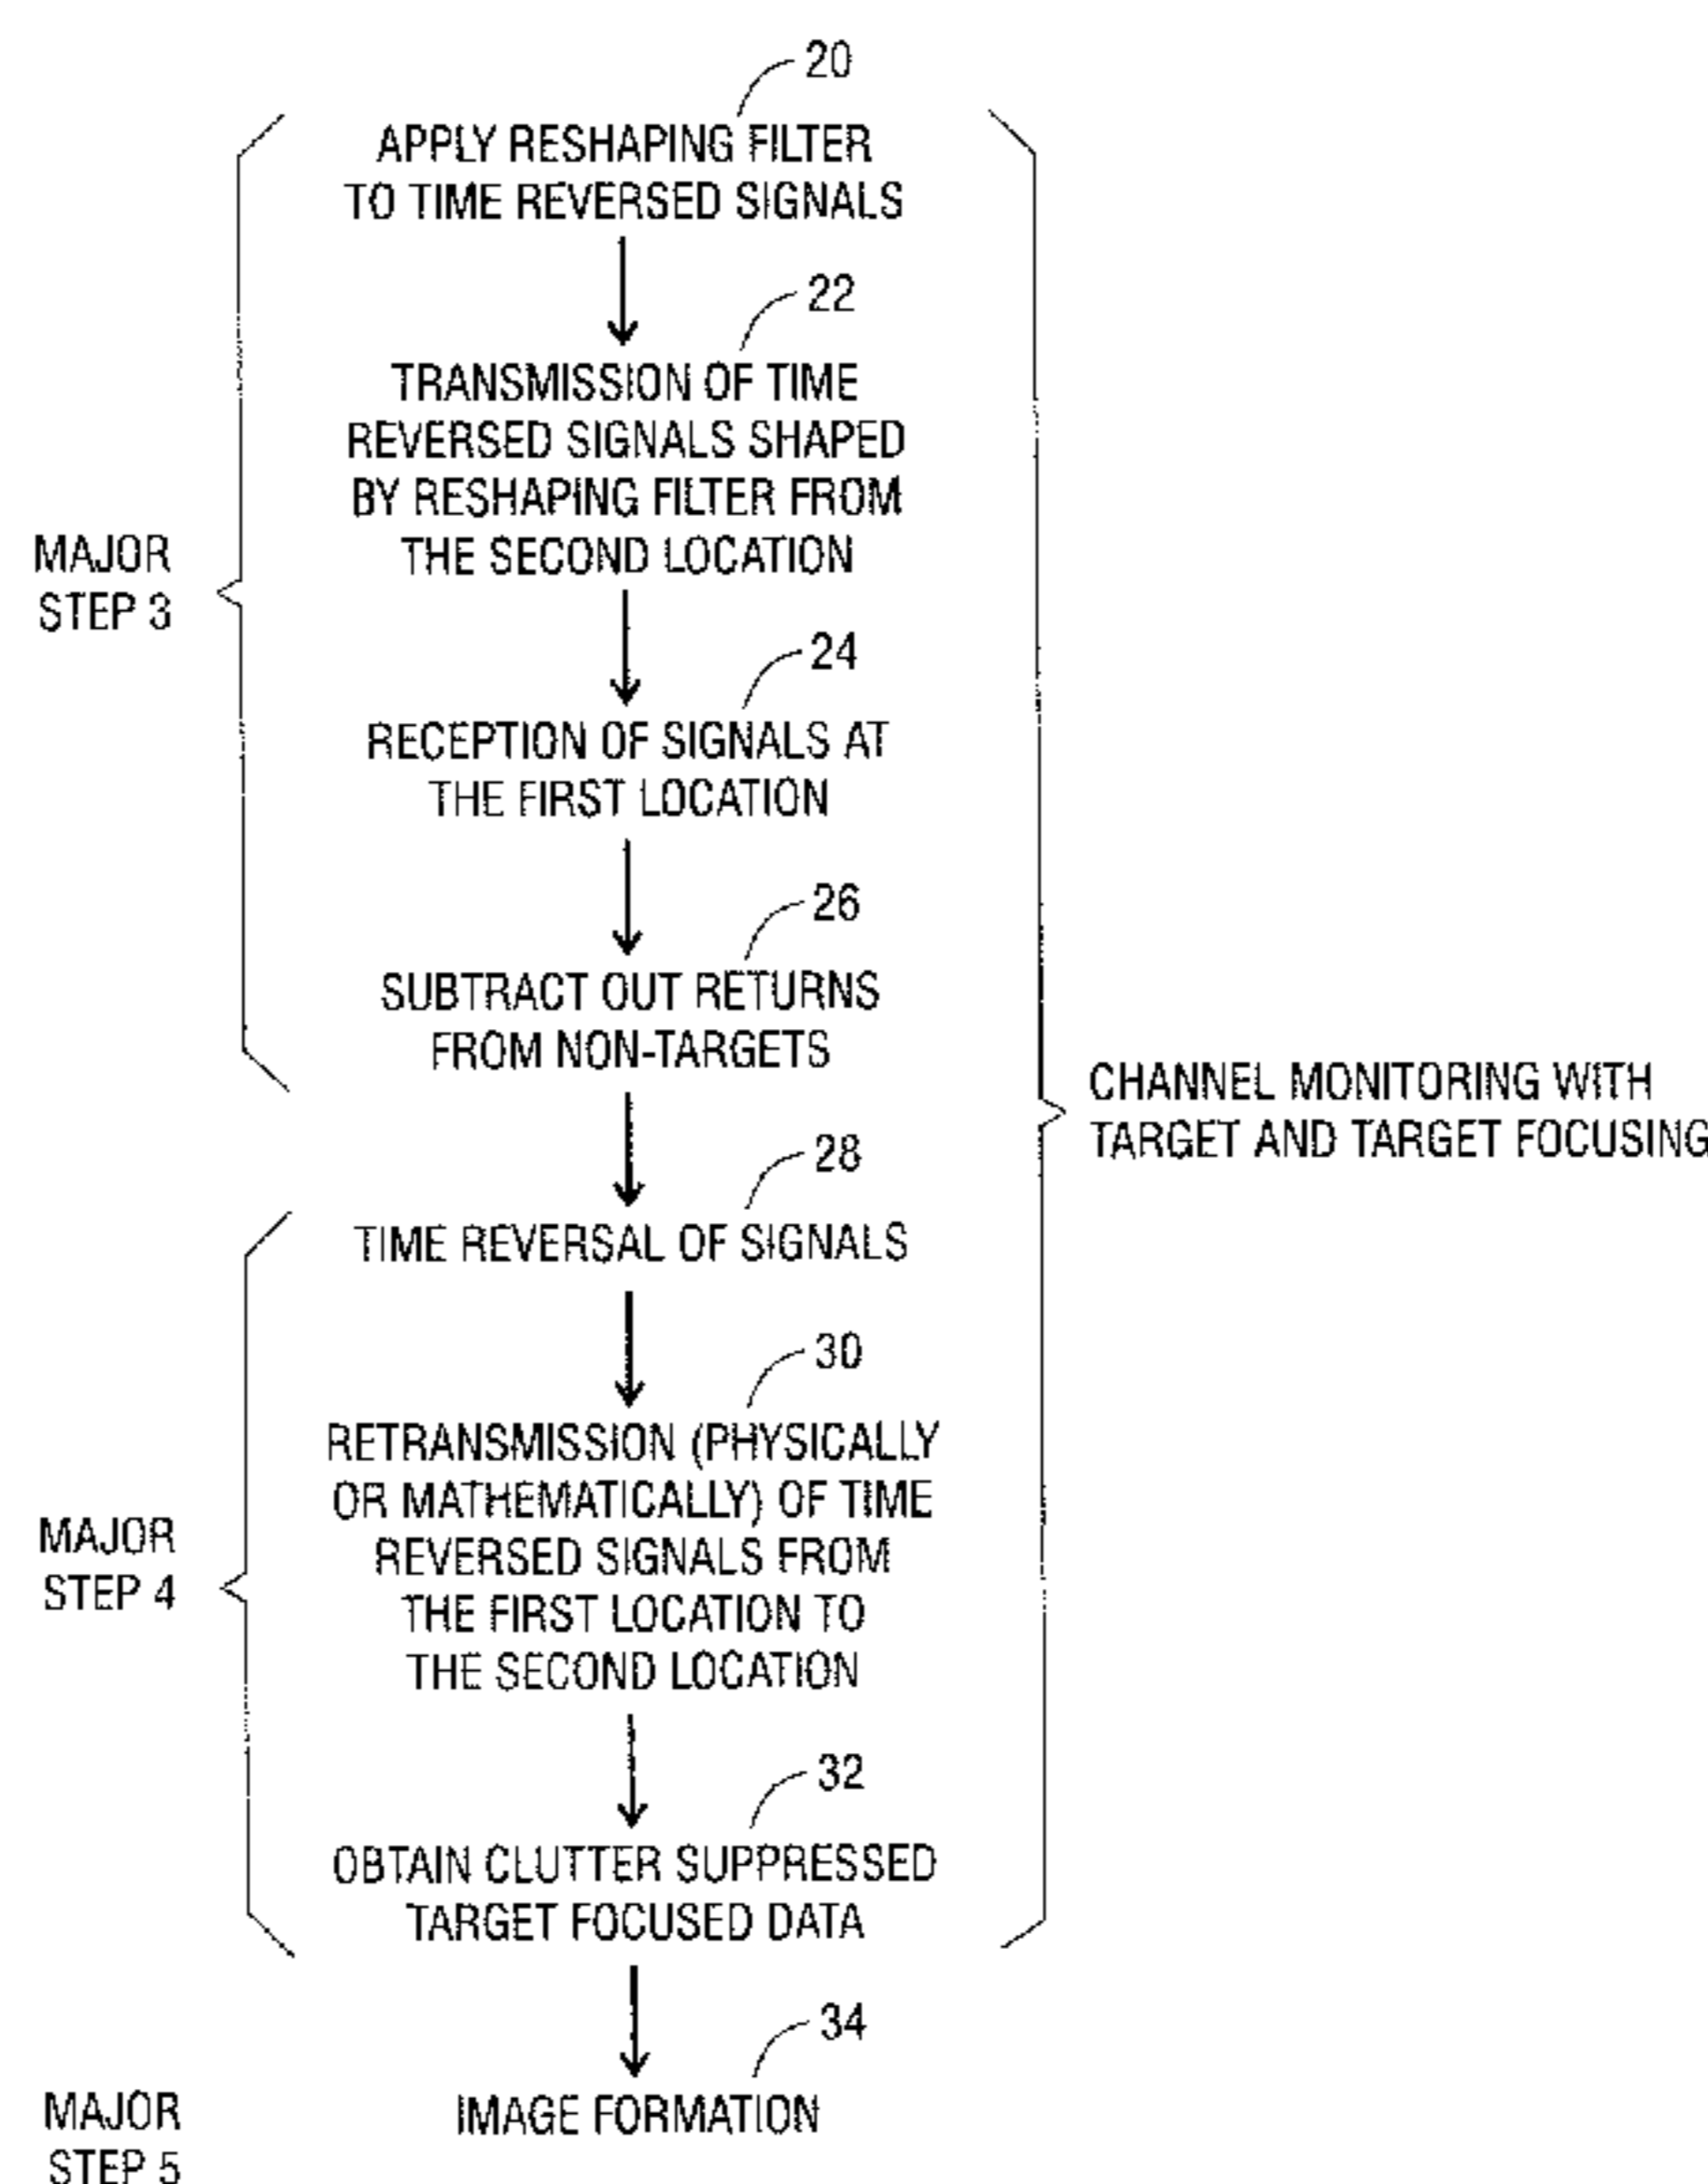 20
APPLY RESHAPING FILTER
TO TIME REVERSED SIGNALS
22
TRANSMISSION OF TIME
REVERSED SIGNALS SHAPED
BY RESHAPING FILTER FROM
THE SECOND LOCATION
MAJOR
STEP 3
24
RECEPTION OF SIGNALS AT
THE FIRST LOCATION
26
SUBTRACT OUT RETURNS
FROM NON-TARGETS
CHANNEL MONITORING WITH
TARGET AND TARGET FOCUSING
28
TIME REVERSAL OF SIGNALS
30
RETRANSMISSION (PHYSICALLY
OR MATHEMATICALLY) OF TIME
REVERSED SIGNALS FROM
THE FIRST LOCATION TO
THE SECOND LOCATION
MAJOR
STEP 4
32
OBTAIN CLUTTER SUPPRESSED
TARGET FOCUSED DATA
34
IMAGE FORMATION
MAJOR
STEP 5